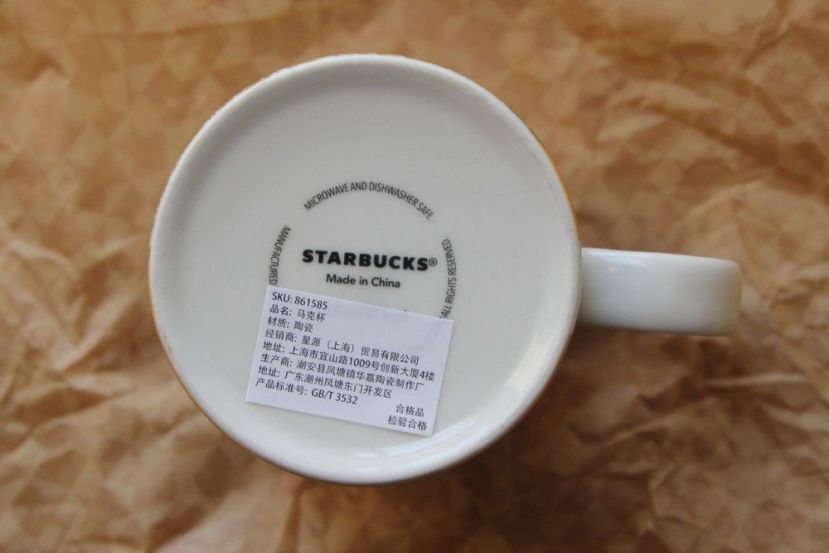 MICROWAVE AND DISHWASHER SAFE
MANUFACTURED
ALL RIGHTS RESERVED
STARBUCKS®
Made in China
SKU: 861585
品名: 马克杯
材质: 陶瓷
经销商: 星源（上海）贸易有限公司
地址: 上海市宜山路1009号创新大厦4楼
生产商: 潮安县凤塘镇华嘉陶瓷制作厂
地址: 广东潮州凤塘东门开发区
产品标准号: GB/T 3532
合格品
检验合格